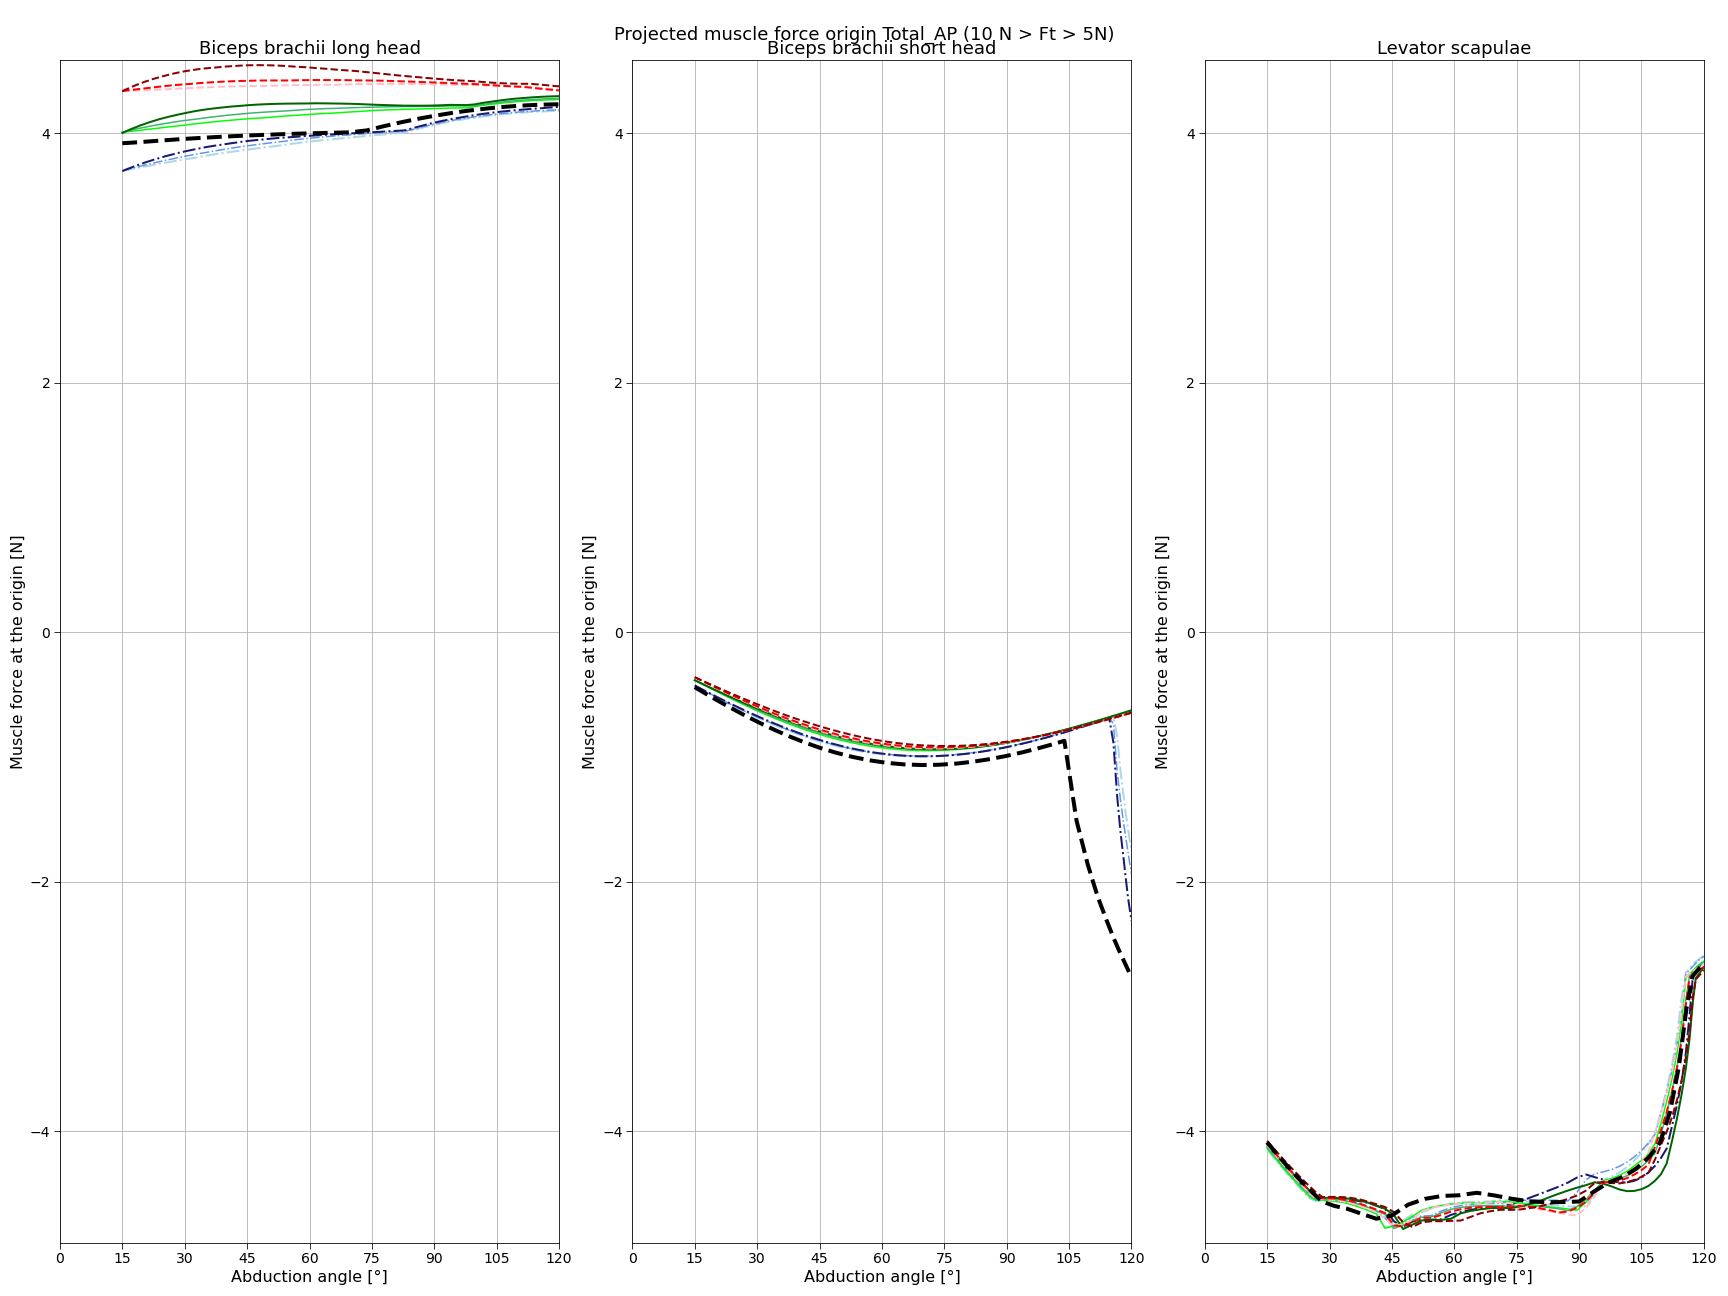 Projected muscle force origin Total_AP (10 N > Ft > 5N)
Biceps brachii long head
Biceps brachii short head
Levator scapulae
Muscle force at the origin [N]
4
2
0
−2
−4
0 15 30 45 60 75 90 105 120
Abduction angle [°]
Muscle force at the origin [N]
4
2
0
−2
−4
0 15 30 45 60 75 90 105 120
Abduction angle [°]
Muscle force at the origin [N]
4
2
0
−2
−4
0 15 30 45 60 75 90 105 120
Abduction angle [°]